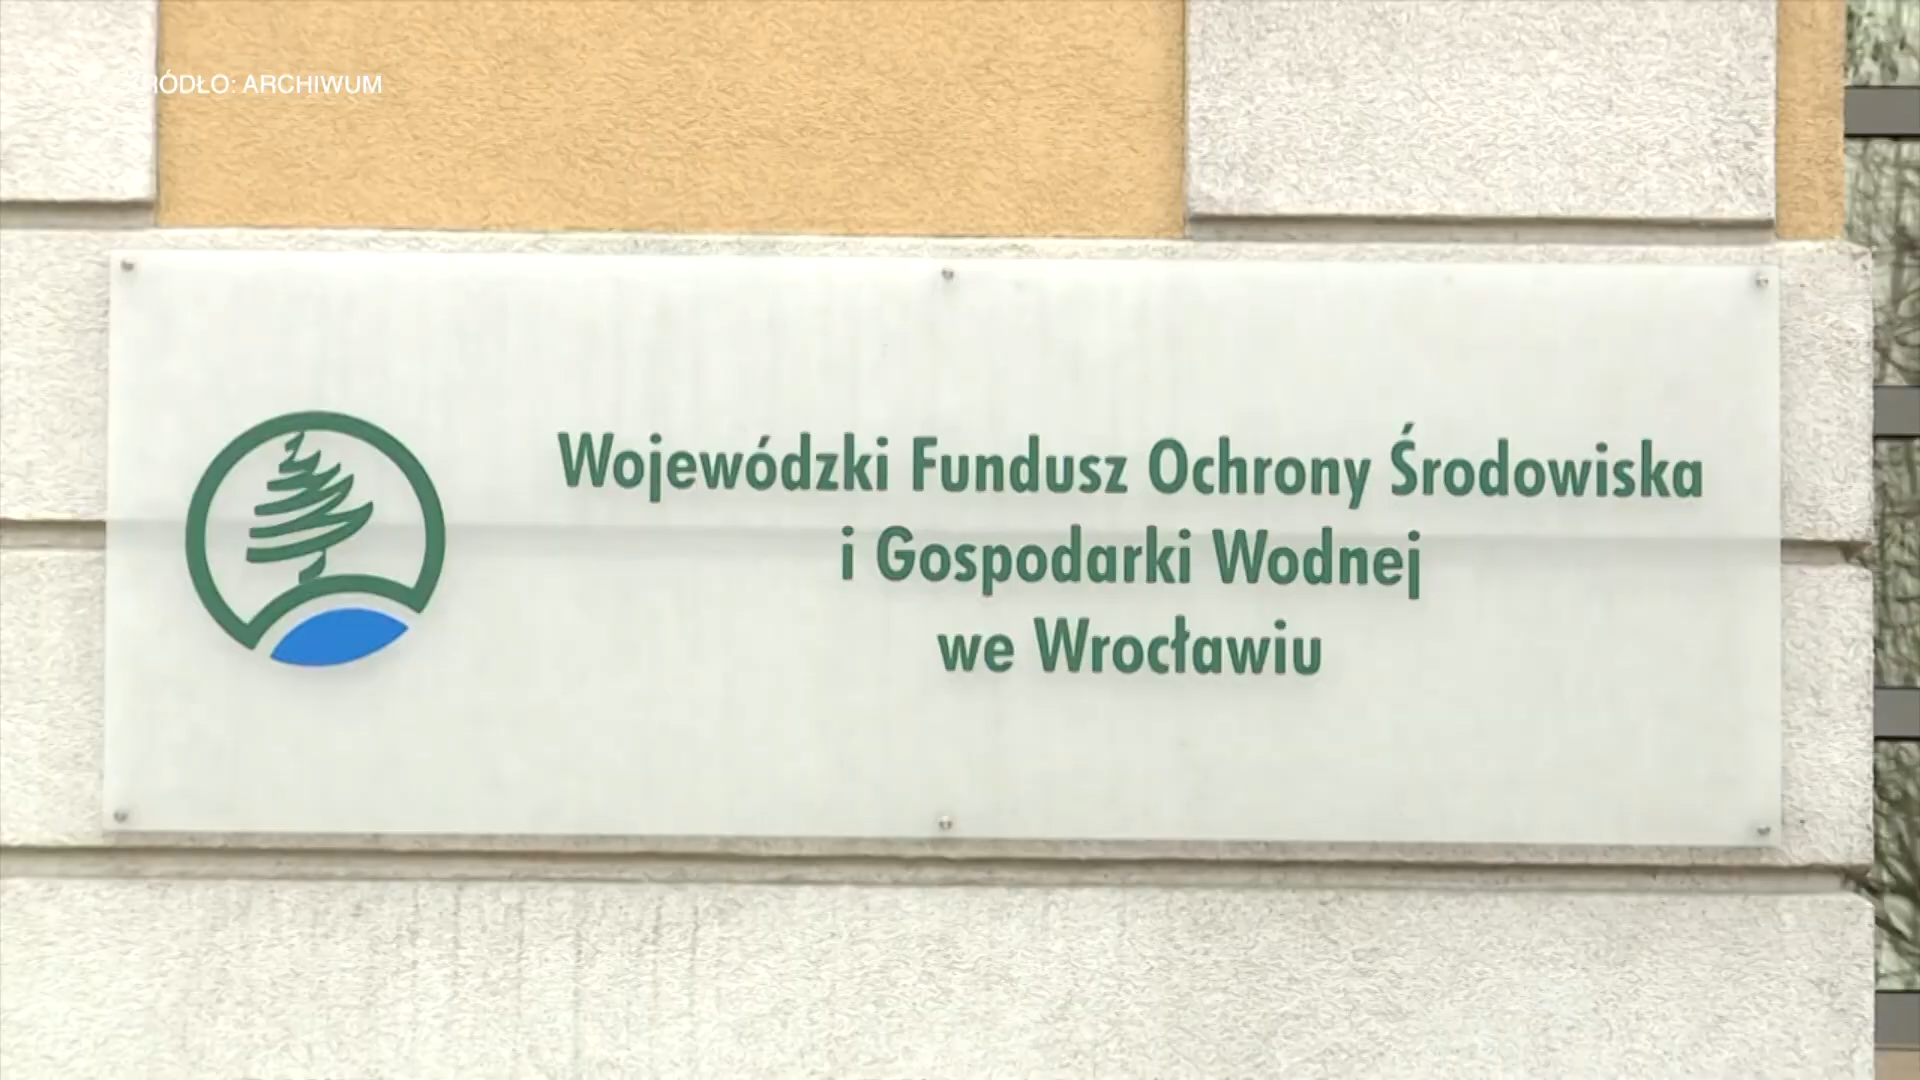 ŹRÓDŁO: ARCHIWUM
Wojewódzki Fundusz Ochrony Środowiska
i Gospodarki Wodnej
we Wrocławiu